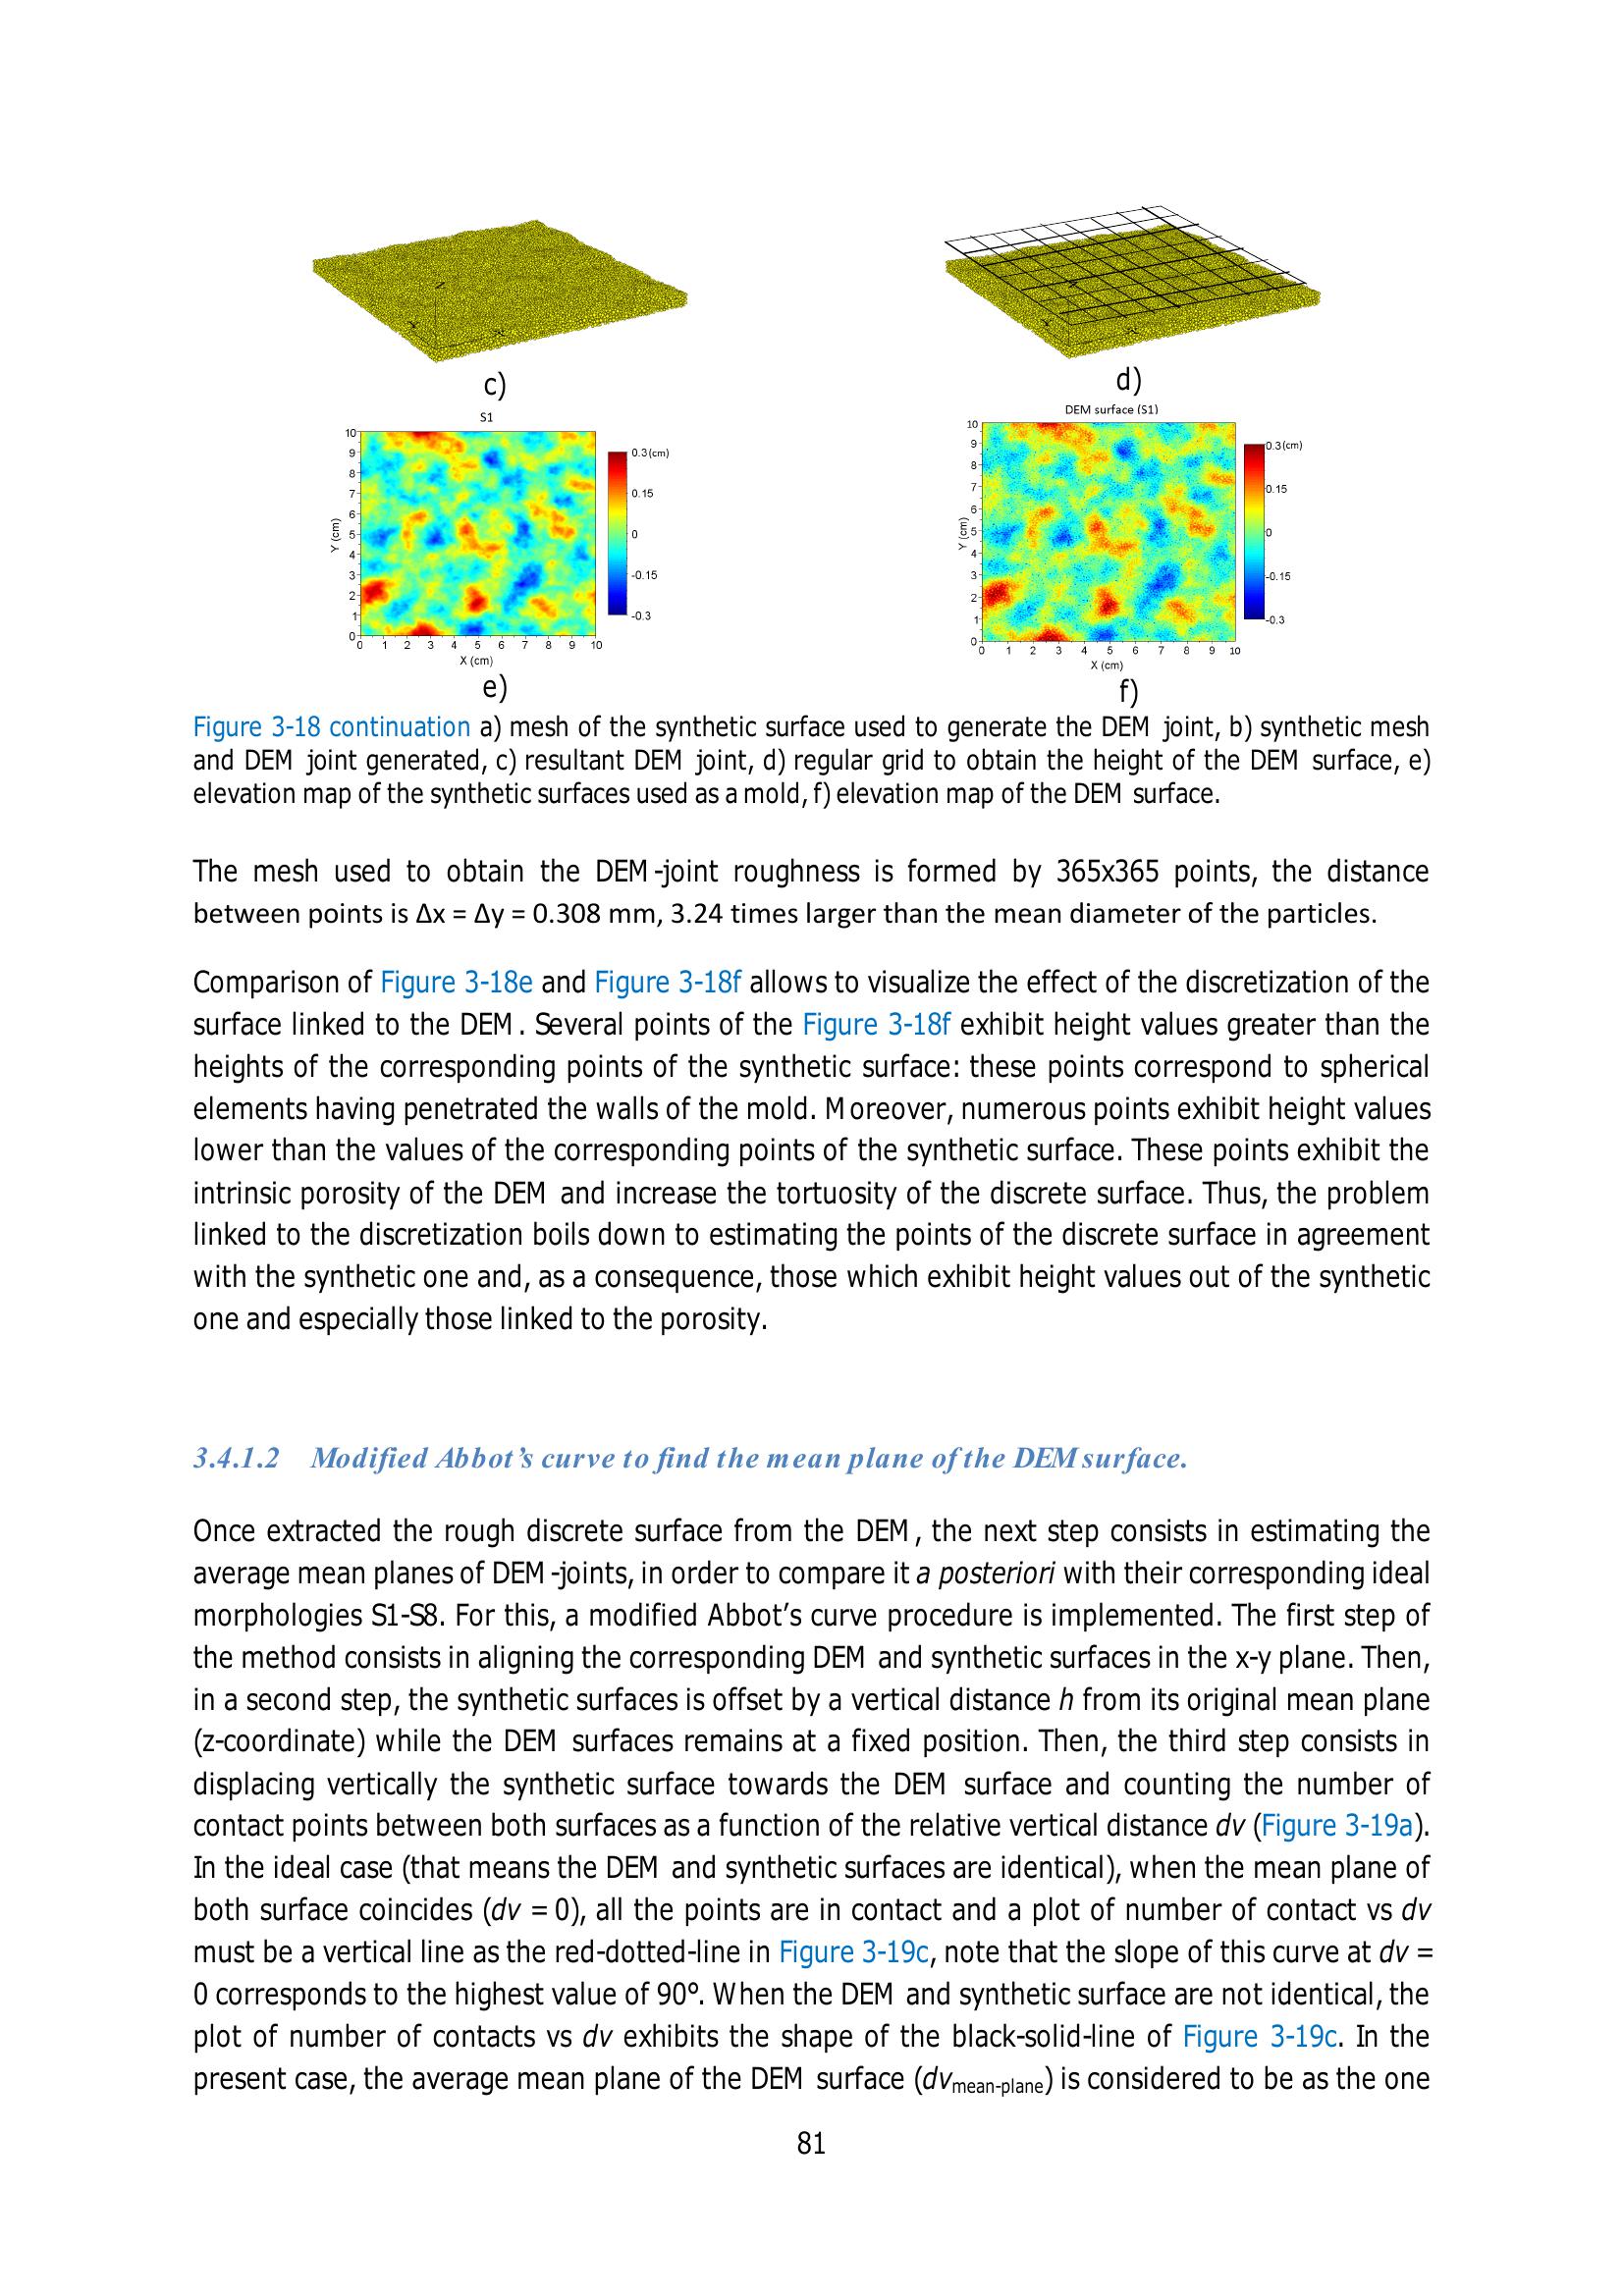 c)
d)
S1
10
9
8
7
6
5
4
3
2
1
0
Y (cm)
0 1 2 3 4 5 6 7 8 9 10
X (cm)
0.3(cm)
0.15
0
-0.15
-0.3
e)
DEM surface (S1)
10
9
8
7
6
5
4
3
2
1
0
Y (cm)
0 1 2 3 4 5 6 7 8 9 10
X (cm)
0.3(cm)
0.15
0
-0.15
-0.3
f)
Figure 3-18 continuation a) mesh of the synthetic surface used to generate the DEM joint, b) synthetic mesh
and DEM joint generated, c) resultant DEM joint, d) regular grid to obtain the height of the DEM surface, e)
elevation map of the synthetic surfaces used as a mold, f) elevation map of the DEM surface.
The mesh used to obtain the DEM-joint roughness is formed by 365x365 points, the distance
between points is Δx = Δy = 0.308 mm, 3.24 times larger than the mean diameter of the particles.
Comparison of Figure 3-18e and Figure 3-18f allows to visualize the effect of the discretization of the
surface linked to the DEM. Several points of the Figure 3-18f exhibit height values greater than the
heights of the corresponding points of the synthetic surface: these points correspond to spherical
elements having penetrated the walls of the mold. Moreover, numerous points exhibit height values
lower than the values of the corresponding points of the synthetic surface. These points exhibit the
intrinsic porosity of the DEM and increase the tortuosity of the discrete surface. Thus, the problem
linked to the discretization boils down to estimating the points of the discrete surface in agreement
with the synthetic one and, as a consequence, those which exhibit height values out of the synthetic
one and especially those linked to the porosity.
3.4.1.2 Modified Abbot's curve to find the mean plane of the DEM surface.
Once extracted the rough discrete surface from the DEM, the next step consists in estimating the
average mean planes of DEM-joints, in order to compare it a posteriori with their corresponding ideal
morphologies S1-S8. For this, a modified Abbot's curve procedure is implemented. The first step of
the method consists in aligning the corresponding DEM and synthetic surfaces in the x-y plane. Then,
in a second step, the synthetic surfaces is offset by a vertical distance h from its original mean plane
(z-coordinate) while the DEM surfaces remains at a fixed position. Then, the third step consists in
displacing vertically the synthetic surface towards the DEM surface and counting the number of
contact points between both surfaces as a function of the relative vertical distance dv (Figure 3-19a).
In the ideal case (that means the DEM and synthetic surfaces are identical), when the mean plane of
both surface coincides (dv = 0), all the points are in contact and a plot of number of contact vs dv
must be a vertical line as the red-dotted-line in Figure 3-19c, note that the slope of this curve at dv =
0 corresponds to the highest value of 90°. When the DEM and synthetic surface are not identical, the
plot of number of contacts vs dv exhibits the shape of the black-solid-line of Figure 3-19c. In the
present case, the average mean plane of the DEM surface (dvmean-plane) is considered to be as the one
81